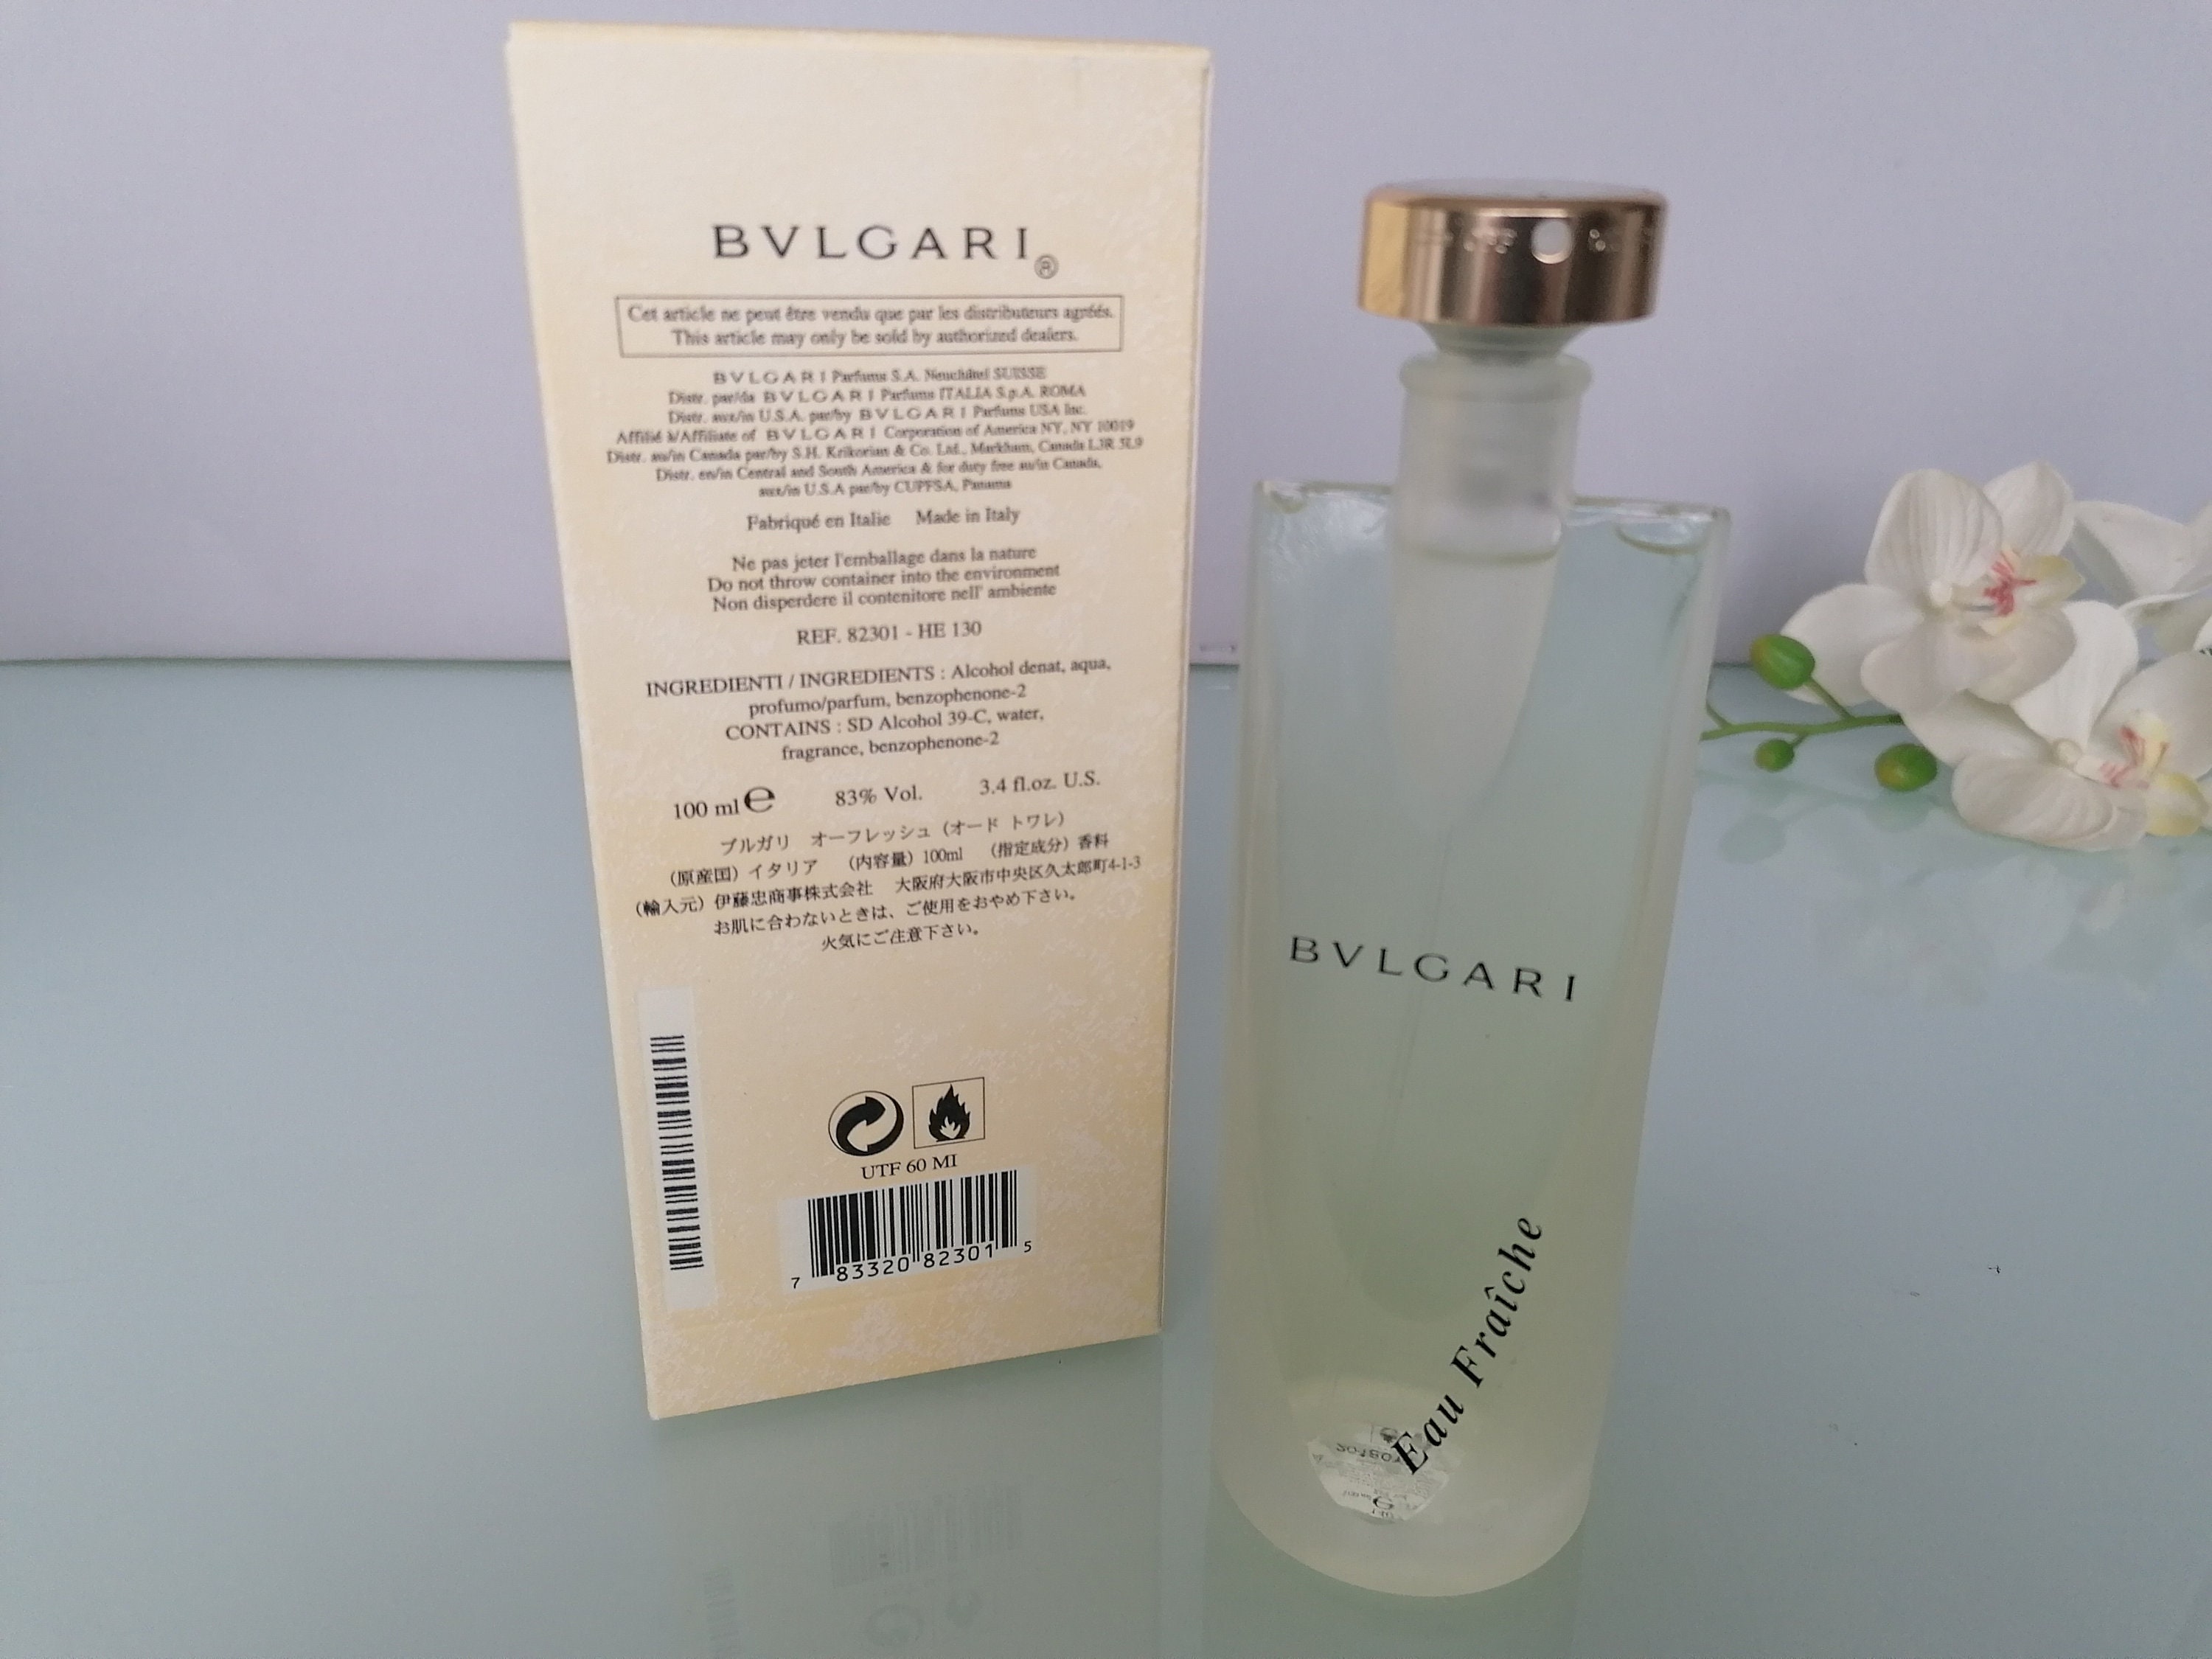 BVLGARI®
Cet article ne peut être vendu que par les distributeurs agréés.
This article may only be sold by authorized dealers.
BVLGARI Parfums S.A. Neuchâtel SUISSE
Distr. par/da BVLGARI Parfums ITALIA S.p.A. ROMA
Distr. aux/in U.S.A. par/by BVLGARI Parfums USA Inc.
Affilié à/Affiliate of BVLGARI Corporation of America NY, NY 10019
Distr. au/in Canada par/by S.H. Krikorian & Co. Ltd., Markham, Canada L3R 5L9
Distr. en/in Central and South America & for duty free au/in Canada,
aux/in U.S.A par/by CUPFSA, Panama
Fabriqué en Italie Made in Italy
Ne pas jeter l'emballage dans la nature
Do not throw container into the environment
Non disperdere il contenitore nell' ambiente
REF. 82301 - HE 130
INGREDIENTI / INGREDIENTS : Alcohol denat, aqua,
profumo/parfum, benzophenone-2
CONTAINS : SD Alcohol 39-C, water,
fragrance, benzophenone-2
100 ml ℮ 83% Vol. 3.4 fl.oz. U.S.
ブルガリ オーフレッシュ（オード トワレ）
（原産国）イタリア （内容量）100ml （指定成分）香料
（輸入元）伊藤忠商事株式会社 大阪府大阪市中央区久太郎町4-1-3
お肌に合わないときは、ご使用をおやめ下さい。
火気にご注意下さい。
UTF 60 MI
7 83320 82301 5
BVLGARI
Eau Fraîche